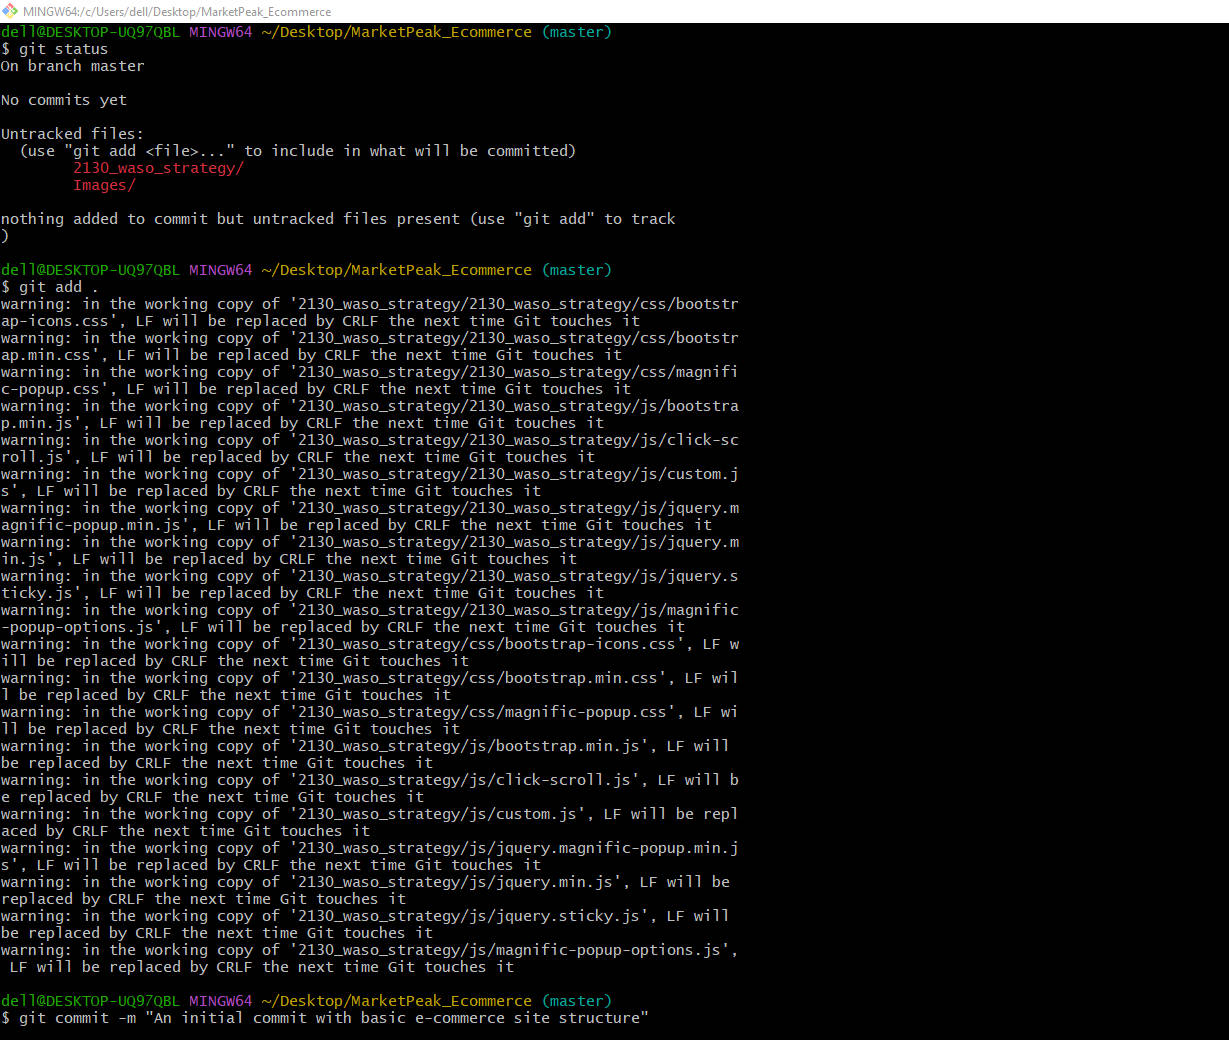 MINGW64:/c/Users/dell/Desktop/MarketPeak_Ecommerce
dell@DESKTOP-UQ97QBL MINGW64 ~/Desktop/MarketPeak_Ecommerce (master)
$ git status
On branch master
No commits yet
Untracked files:
  (use "git add <file>..." to include in what will be committed)
        2130_waso_strategy/
        Images/
nothing added to commit but untracked files present (use "git add" to track
)
dell@DESKTOP-UQ97QBL MINGW64 ~/Desktop/MarketPeak_Ecommerce (master)
$ git add .
warning: in the working copy of '2130_waso_strategy/2130_waso_strategy/css/bootstr
ap-icons.css', LF will be replaced by CRLF the next time Git touches it
warning: in the working copy of '2130_waso_strategy/2130_waso_strategy/css/bootstr
ap.min.css', LF will be replaced by CRLF the next time Git touches it
warning: in the working copy of '2130_waso_strategy/2130_waso_strategy/css/magnifi
c-popup.css', LF will be replaced by CRLF the next time Git touches it
warning: in the working copy of '2130_waso_strategy/2130_waso_strategy/js/bootstra
p.min.js', LF will be replaced by CRLF the next time Git touches it
warning: in the working copy of '2130_waso_strategy/2130_waso_strategy/js/click-sc
roll.js', LF will be replaced by CRLF the next time Git touches it
warning: in the working copy of '2130_waso_strategy/2130_waso_strategy/js/custom.j
s', LF will be replaced by CRLF the next time Git touches it
warning: in the working copy of '2130_waso_strategy/2130_waso_strategy/js/jquery.m
agnific-popup.min.js', LF will be replaced by CRLF the next time Git touches it
warning: in the working copy of '2130_waso_strategy/2130_waso_strategy/js/jquery.m
in.js', LF will be replaced by CRLF the next time Git touches it
warning: in the working copy of '2130_waso_strategy/2130_waso_strategy/js/jquery.s
ticky.js', LF will be replaced by CRLF the next time Git touches it
warning: in the working copy of '2130_waso_strategy/2130_waso_strategy/js/magnific
-popup-options.js', LF will be replaced by CRLF the next time Git touches it
warning: in the working copy of '2130_waso_strategy/css/bootstrap-icons.css', LF w
ill be replaced by CRLF the next time Git touches it
warning: in the working copy of '2130_waso_strategy/css/bootstrap.min.css', LF wil
l be replaced by CRLF the next time Git touches it
warning: in the working copy of '2130_waso_strategy/css/magnific-popup.css', LF wi
ll be replaced by CRLF the next time Git touches it
warning: in the working copy of '2130_waso_strategy/js/bootstrap.min.js', LF will
be replaced by CRLF the next time Git touches it
warning: in the working copy of '2130_waso_strategy/js/click-scroll.js', LF will b
e replaced by CRLF the next time Git touches it
warning: in the working copy of '2130_waso_strategy/js/custom.js', LF will be repl
aced by CRLF the next time Git touches it
warning: in the working copy of '2130_waso_strategy/js/jquery.magnific-popup.min.j
s', LF will be replaced by CRLF the next time Git touches it
warning: in the working copy of '2130_waso_strategy/js/jquery.min.js', LF will be
replaced by CRLF the next time Git touches it
warning: in the working copy of '2130_waso_strategy/js/jquery.sticky.js', LF will
be replaced by CRLF the next time Git touches it
warning: in the working copy of '2130_waso_strategy/js/magnific-popup-options.js',
 LF will be replaced by CRLF the next time Git touches it
dell@DESKTOP-UQ97QBL MINGW64 ~/Desktop/MarketPeak_Ecommerce (master)
$ git commit -m "An initial commit with basic e-commerce site structure"